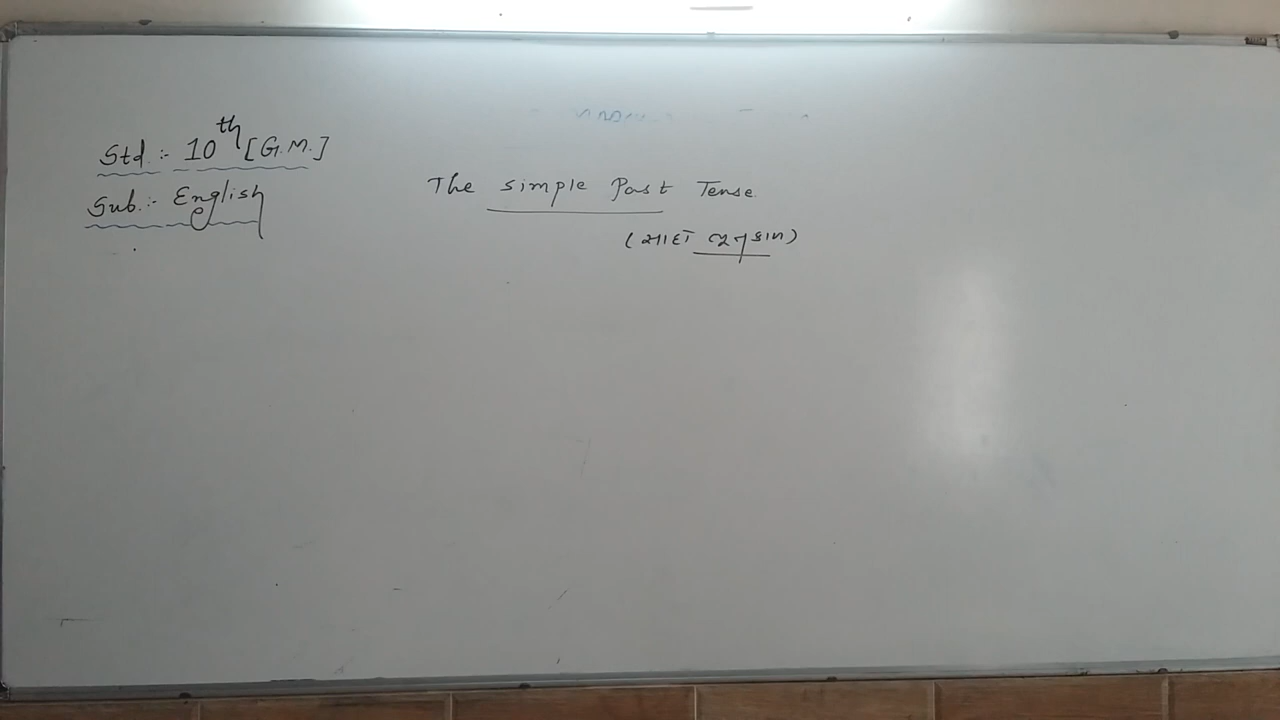 Std. :- 10th [G.M.]
Sub. :- English
The simple Past Tense.
(સાદો ભૂતકાળ)